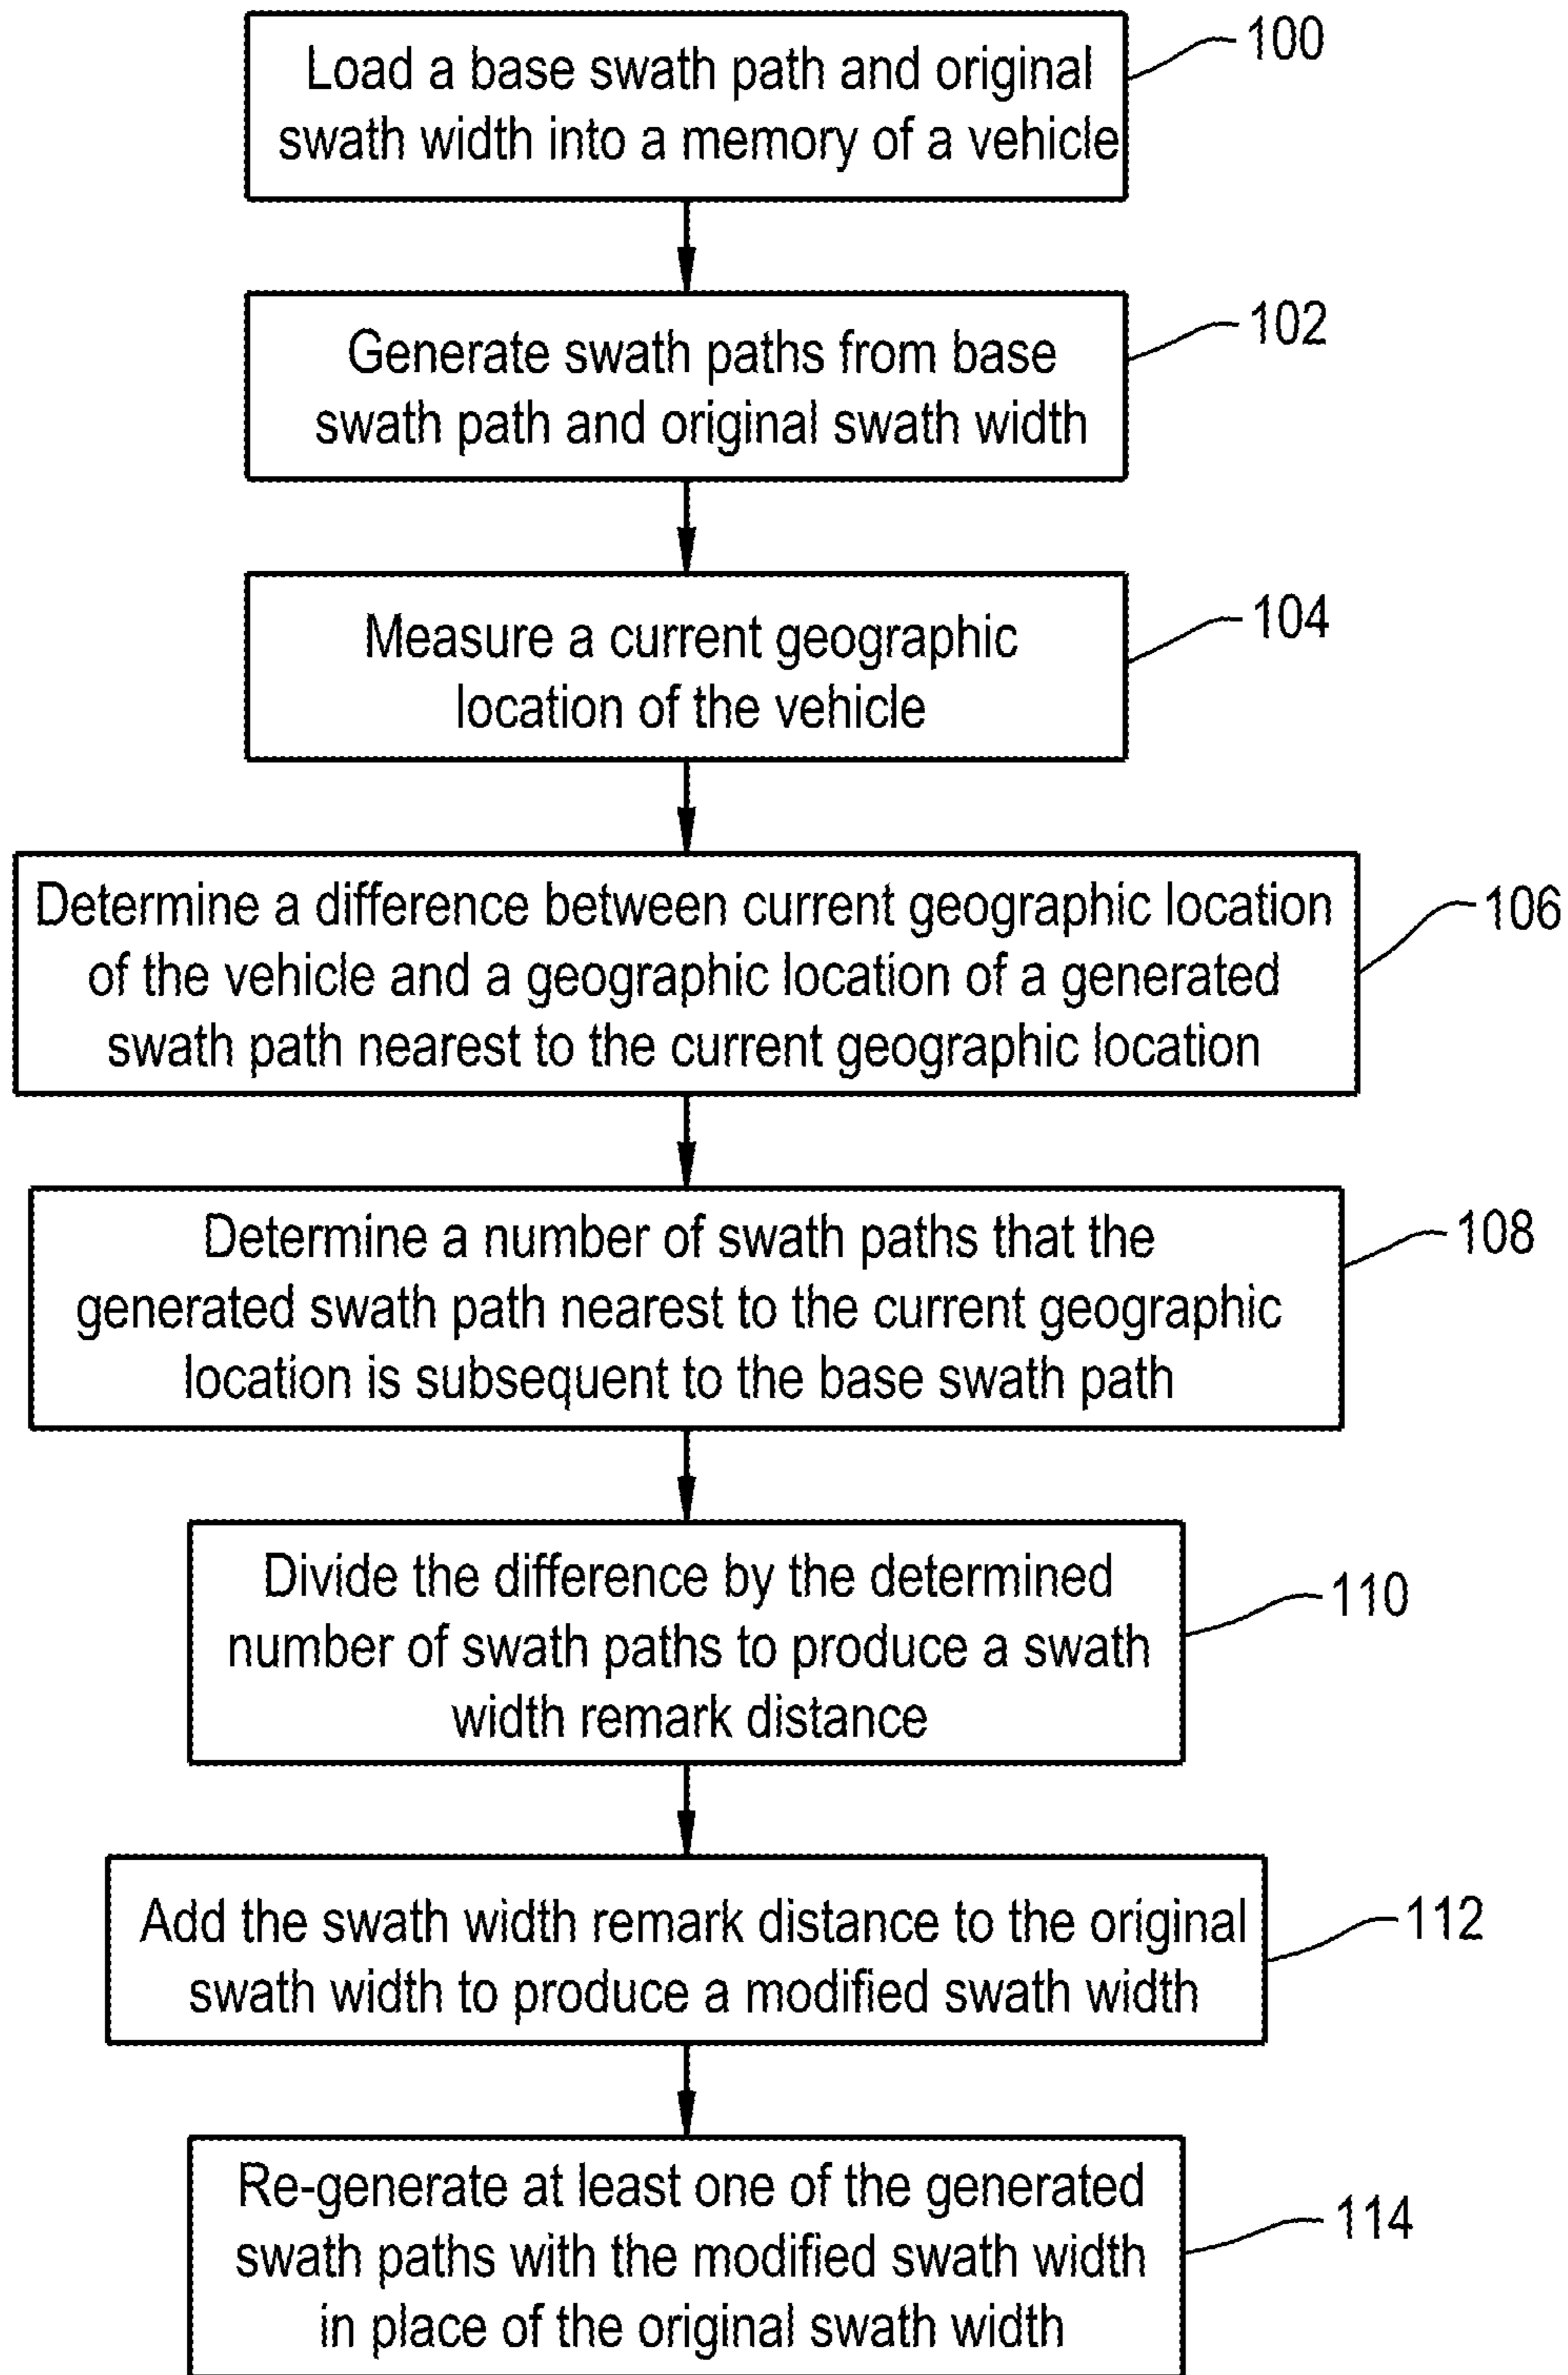 Load a base swath path and original
swath width into a memory of a vehicle
100
Generate swath paths from base
swath path and original swath width
102
Measure a current geographic
location of the vehicle
104
Determine a difference between current geographic location
of the vehicle and a geographic location of a generated
swath path nearest to the current geographic location
106
Determine a number of swath paths that the
generated swath path nearest to the current geographic
location is subsequent to the base swath path
108
Divide the difference by the determined
number of swath paths to produce a swath
width remark distance
110
Add the swath width remark distance to the original
swath width to produce a modified swath width
112
Re-generate at least one of the generated
swath paths with the modified swath width
in place of the original swath width
114